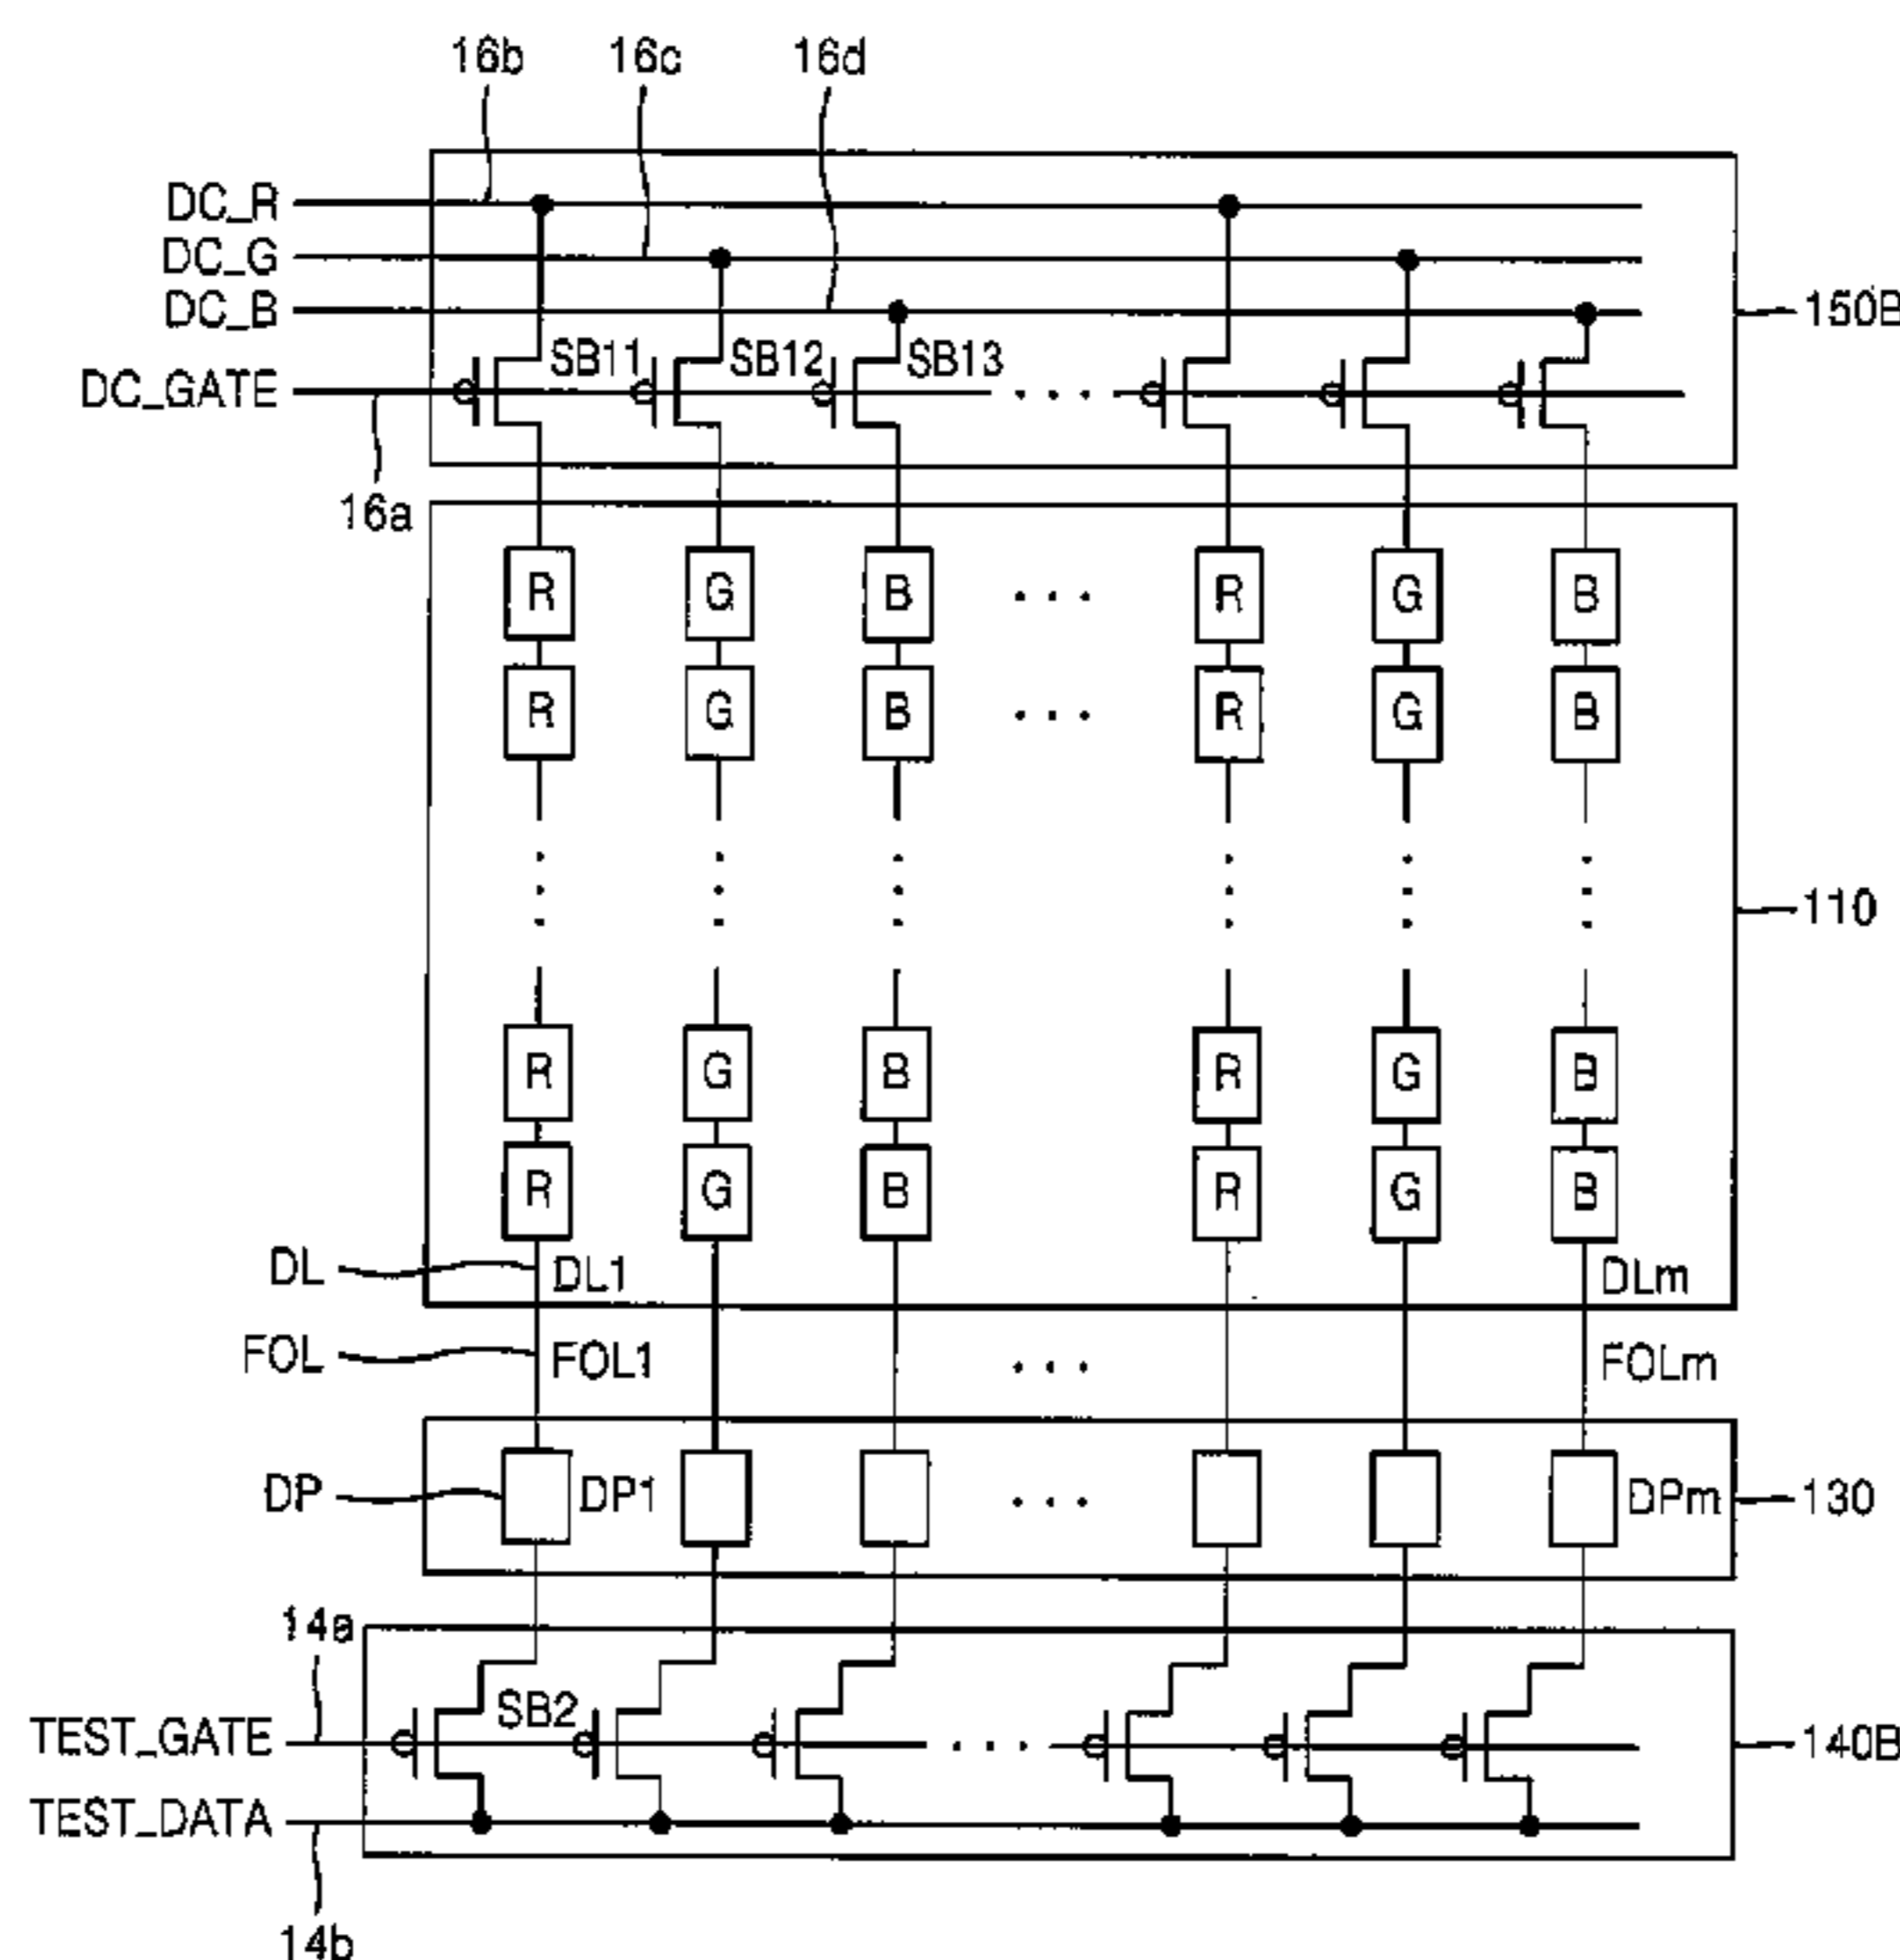 16b 16c 16d
DC_R
DC_G
DC_B
150B
SB11 SB12 SB13
DC_GATE . . .
16a
R G B . . . R G B
R G B . . . R G B
110
R G B R G B
R G B R G B
DL DL1 DLm
FOL FOL1 . . . FOLm
DP DP1 . . . DPm 130
14a
SB2
TEST_GATE . . . 140B
TEST_DATA
14b